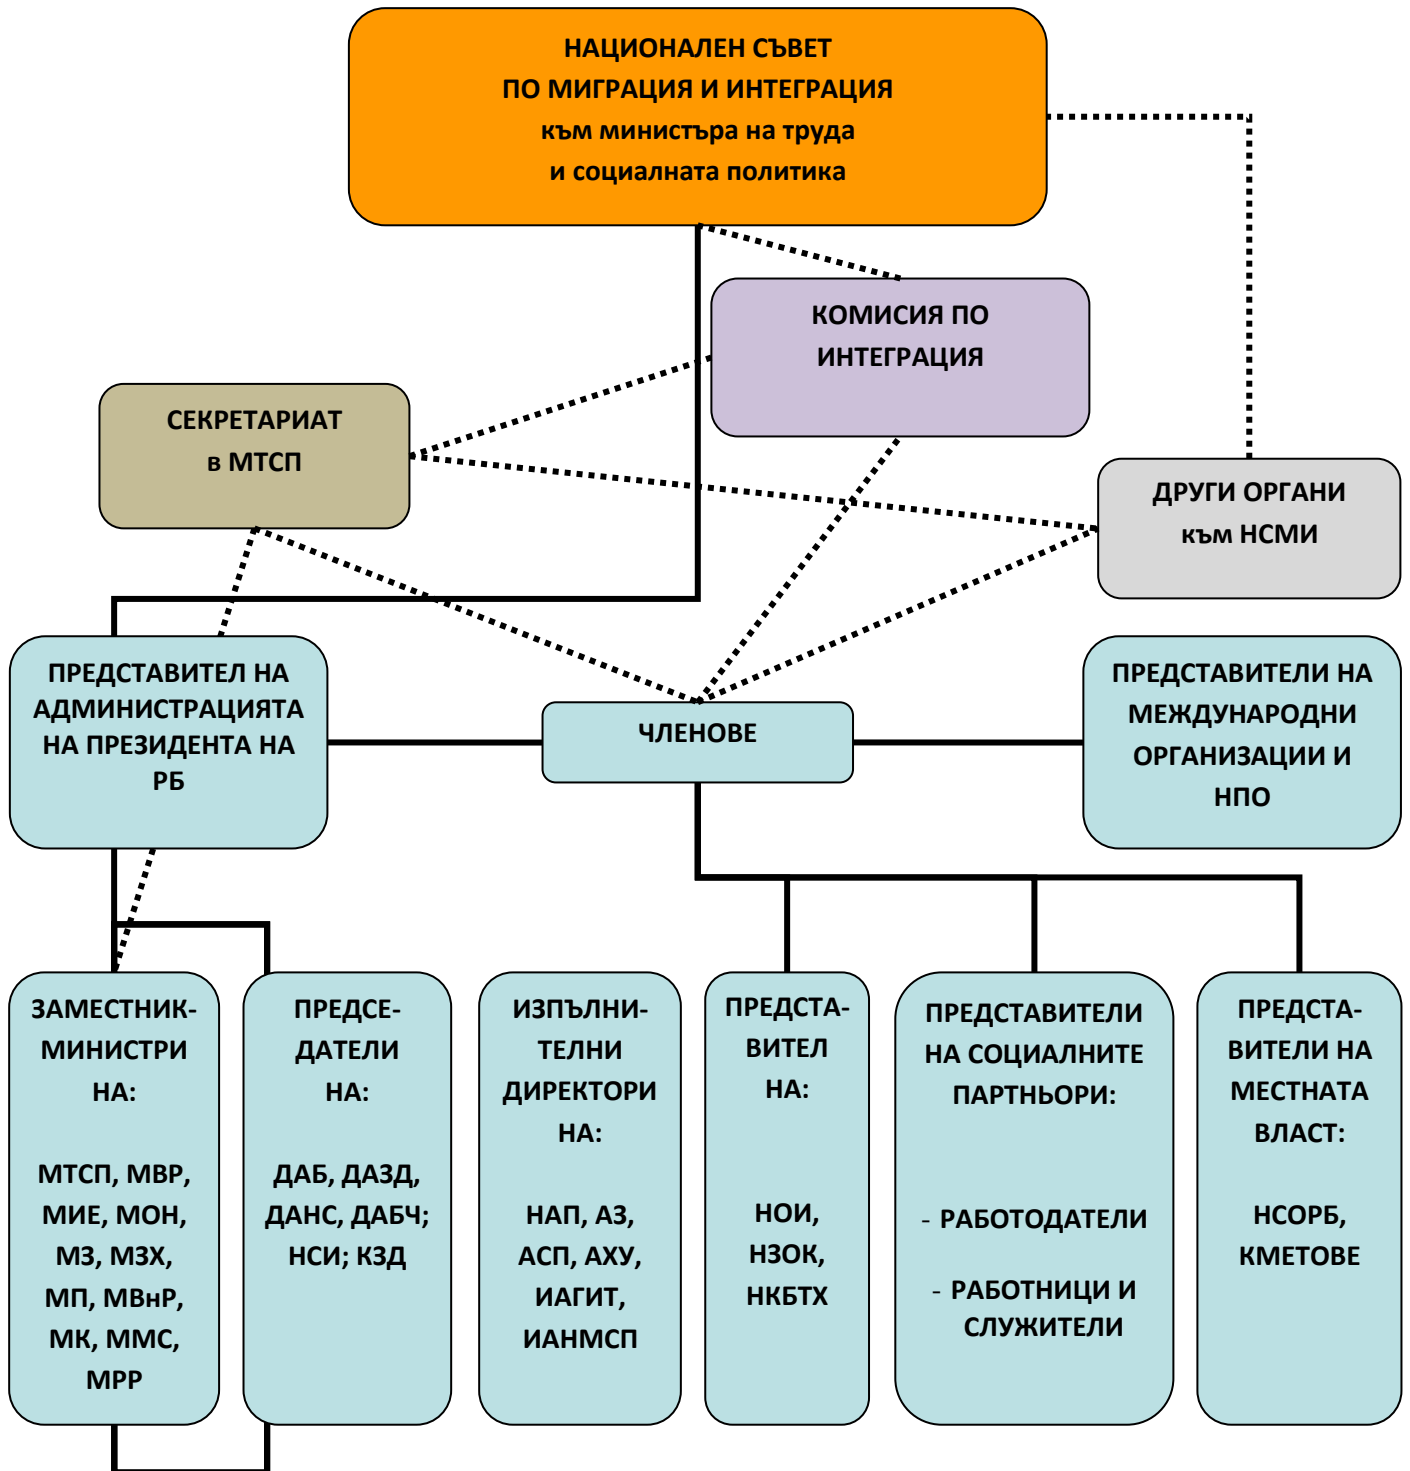 НАЦИОНАЛЕН СЪВЕТ
ПО МИГРАЦИЯ И ИНТЕГРАЦИЯ
към министъра на труда
и социалната политика
КОМИСИЯ ПО
ИНТЕГРАЦИЯ
СЕКРЕТАРИАТ
в МТСП
ДРУГИ ОРГАНИ
към НСМИ
ПРЕДСТАВИТЕЛ НА
АДМИНИСТРАЦИЯТА
НА ПРЕЗИДЕНТА НА
РБ
ЧЛЕНОВЕ
ПРЕДСТАВИТЕЛИ НА
МЕЖДУНАРОДНИ
ОРГАНИЗАЦИИ И
НПО
ЗАМЕСТНИК-
МИНИСТРИ
НА:
МТСП, МВР,
МИЕ, МОН,
МЗ, МЗХ,
МП, МВнР,
МК, ММС,
МРР
ПРЕДСЕ-
ДАТЕЛИ
НА:
ДАБ, ДАЗД,
ДАНС, ДАБЧ;
НСИ; КЗД
ИЗПЪЛНИ-
ТЕЛНИ
ДИРЕКТОРИ
НА:
НАП, АЗ,
АСП, АХУ,
ИАГИТ,
ИАНМСП
ПРЕДСТА-
ВИТЕЛ
НА:
НОИ,
НЗОК,
НКБТХ
ПРЕДСТАВИТЕЛИ
НА СОЦИАЛНИТЕ
ПАРТНЬОРИ:
- РАБОТОДАТЕЛИ
- РАБОТНИЦИ И
СЛУЖИТЕЛИ
ПРЕДСТА-
ВИТЕЛИ НА
МЕСТНАТА
ВЛАСТ:
НСОРБ,
КМЕТОВЕ